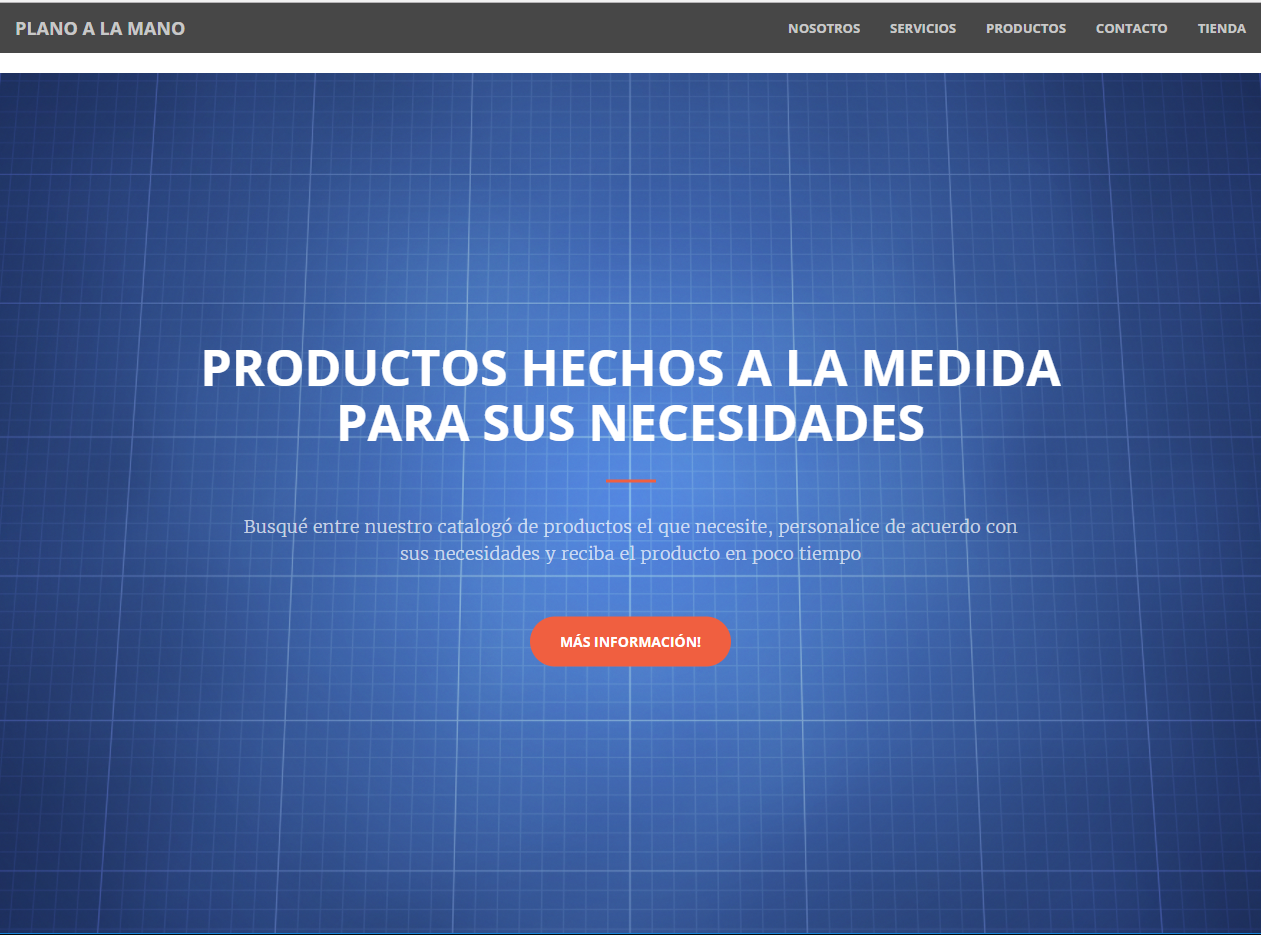 PLANO A LA MANO
NOSOTROS SERVICIOS PRODUCTOS CONTACTO TIENDA
PRODUCTOS HECHOS A LA MEDIDA
PARA SUS NECESIDADES
Busqué entre nuestro catalogó de productos el que necesite, personalice de acuerdo con
sus necesidades y reciba el producto en poco tiempo
MÁS INFORMACIÓN!